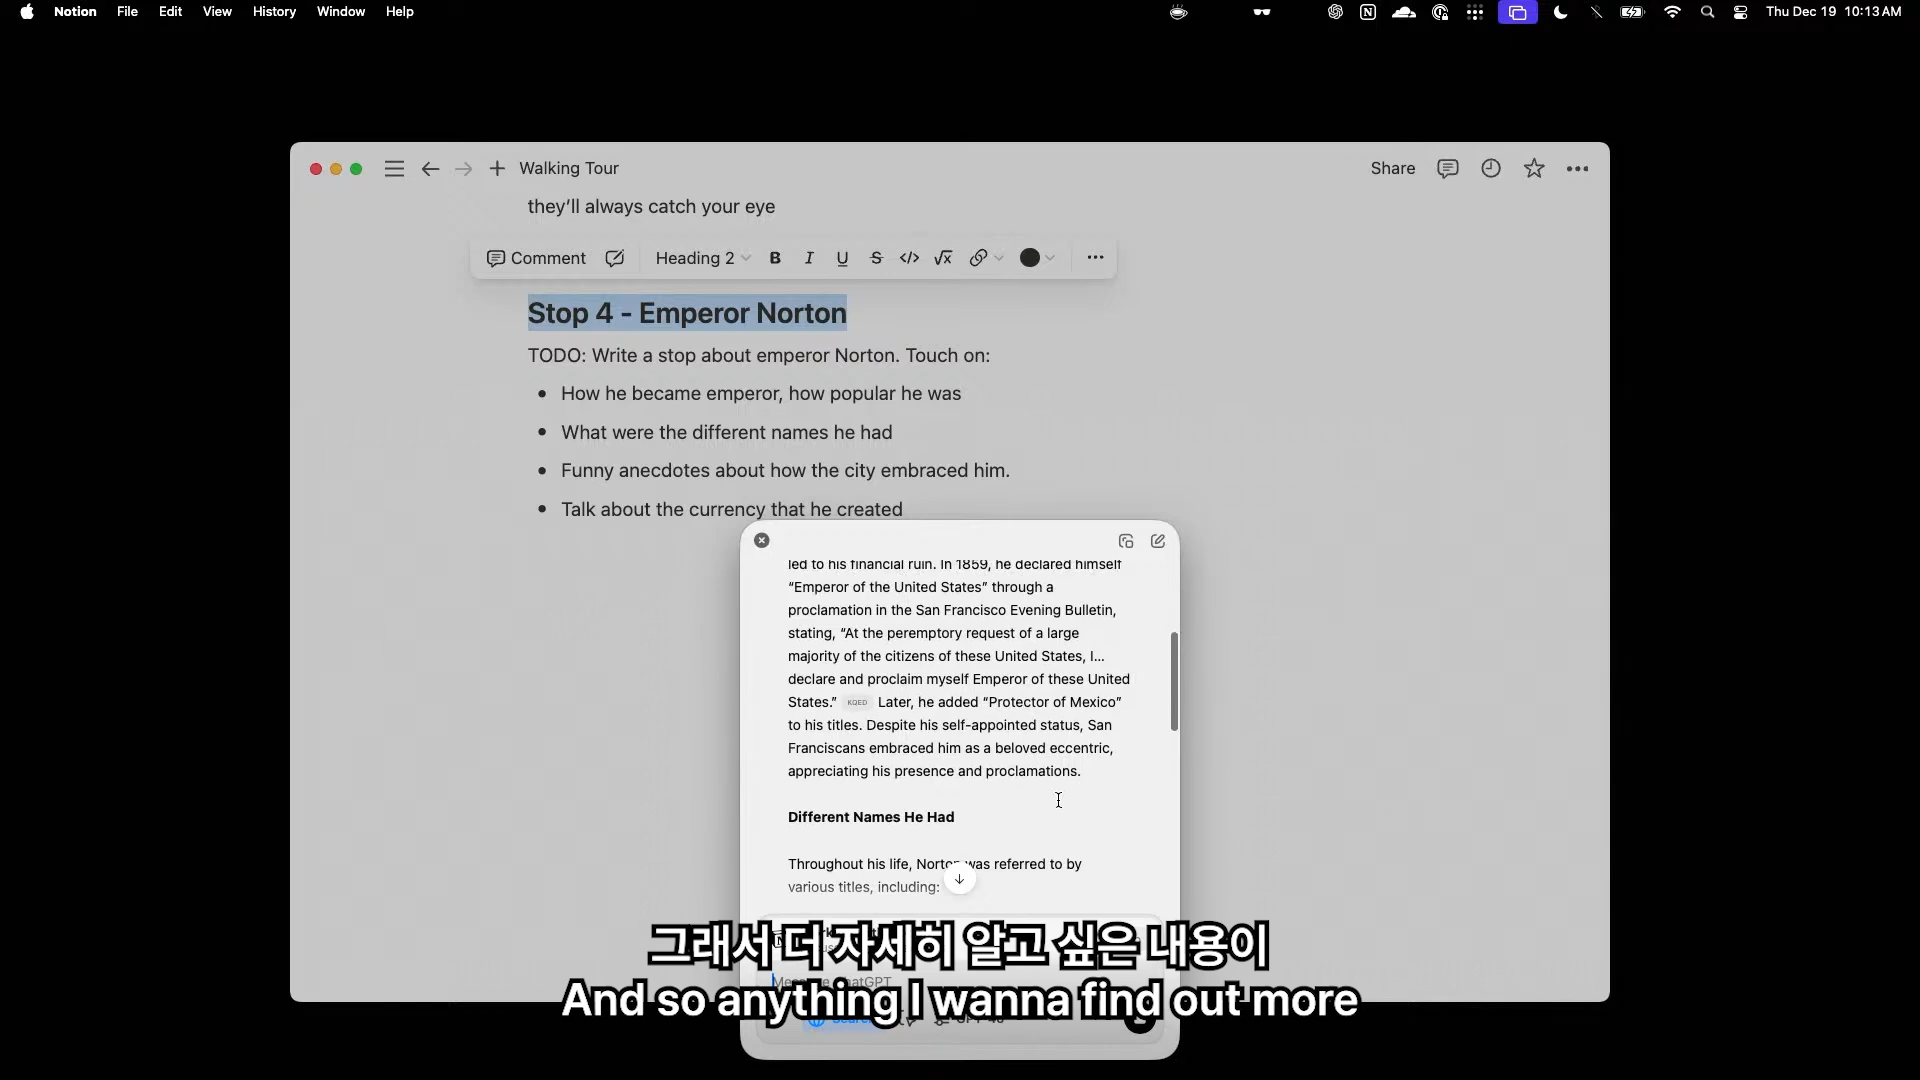 Notion File Edit View History Window Help
Thu Dec 19 10:13 AM
Walking Tour
Share
they’ll always catch your eye
Comment
Heading 2
B I U S </> √x
Stop 4 - Emperor Norton
TODO: Write a stop about emperor Norton. Touch on:
• How he became emperor, how popular he was
• What were the different names he had
• Funny anecdotes about how the city embraced him.
• Talk about the currency that he created
led to his financial ruin. In 1859, he declared himself
“Emperor of the United States” through a
proclamation in the San Francisco Evening Bulletin,
stating, “At the peremptory request of a large
majority of the citizens of these United States, I...
declare and proclaim myself Emperor of these United
States.” KQED Later, he added “Protector of Mexico”
to his titles. Despite his self-appointed status, San
Franciscans embraced him as a beloved eccentric,
appreciating his presence and proclamations.
Different Names He Had
Throughout his life, Norton was referred to by
various titles, including:
그래서 더 자세히 알고 싶은 내용이
And so anything I wanna find out more